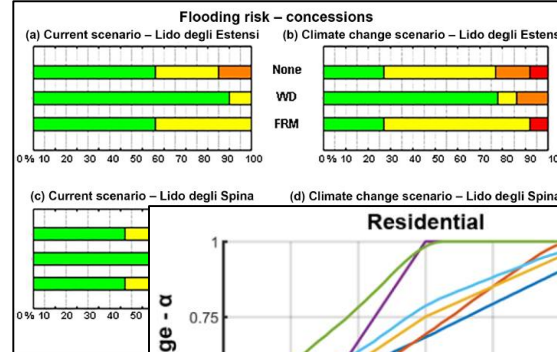 Flooding risk – concessions
(a) Current scenario – Lido degli Estensi
(b) Climate change scenario – Lido degli Estens
None
WD
FRM
0 % 10 20 30 40 50 60 70 80 90 100
0 % 10 20 30 40 50 60 70 80 90 10
(c) Current scenario – Lido degli Spina
(d) Climate change scenario – Lido degli Spina
0 % 10 20 30 40 50
Residential
1
0.75
ge - α